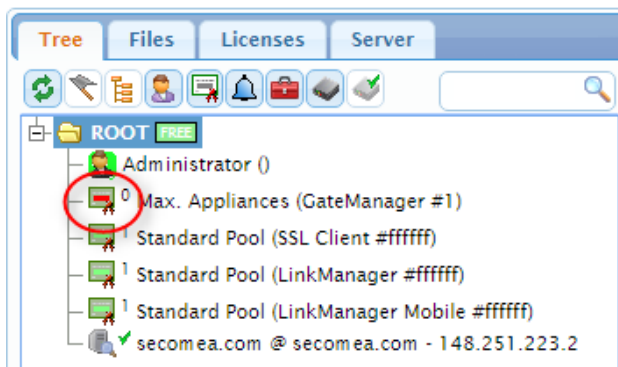 Tree Files Licenses Server
ROOT FREE
Administrator ()
0 Max. Appliances (GateManager #1)
1 Standard Pool (SSL Client #ffffff)
1 Standard Pool (LinkManager #ffffff)
1 Standard Pool (LinkManager Mobile #ffffff)
secomea.com @ secomea.com - 148.251.223.2